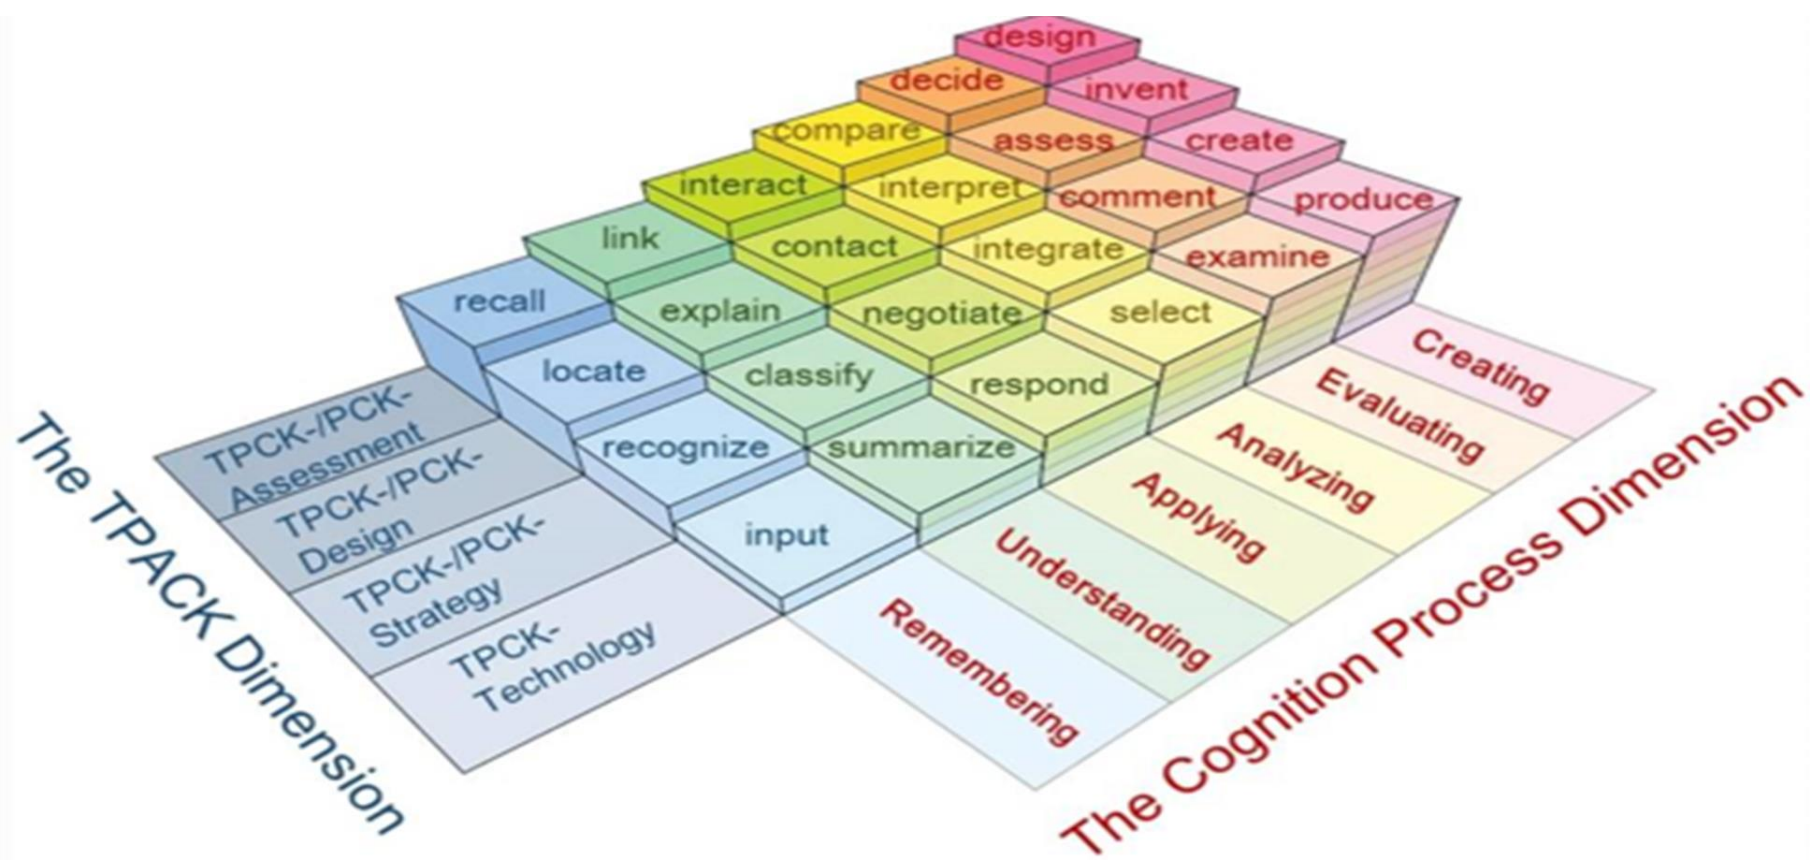 design
decide
invent
compare
assess
create
interact
interpret
comment
produce
link
contact
integrate
examine
recall
explain
negotiate
select
locate
classify
respond
recognize
summarize
input
TPCK-/PCK-
Assessment
TPCK-/PCK-
Design
TPCK-/PCK-
Strategy
TPCK-
Technology
The TPACK Dimension
Creating
Evaluating
Analyzing
Applying
Understanding
Remembering
The Cognition Process Dimension